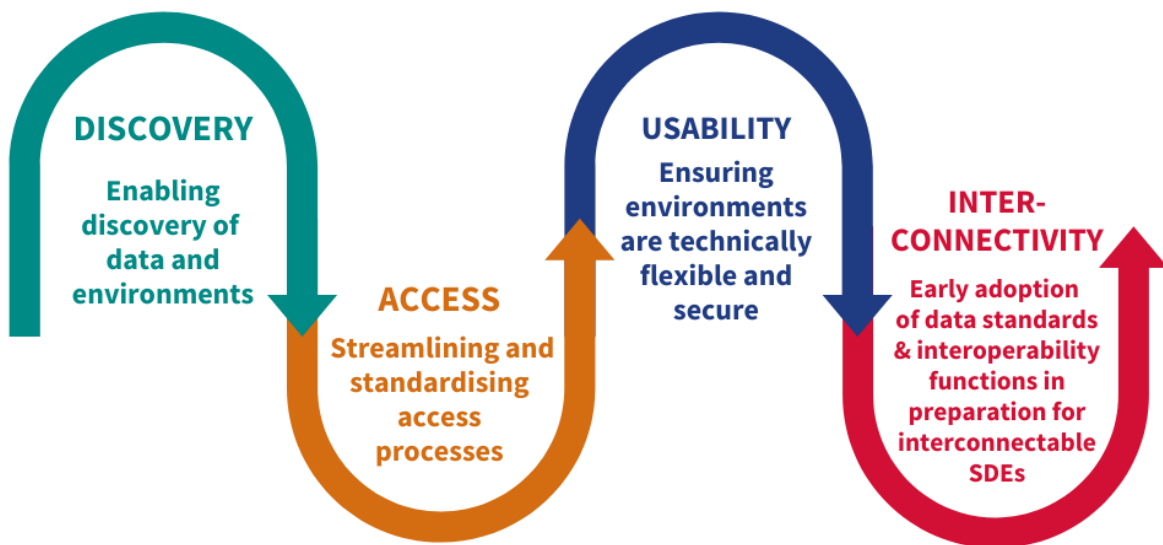 DISCOVERY
Enabling
discovery of
data and
environments
ACCESS
Streamlining and
standardising
access
processes
USABILITY
Ensuring
environments
are technically
flexible and
secure
INTER-
CONNECTIVITY
Early adoption
of data standards
& interoperability
functions in
preparation for
interconnectable
SDEs